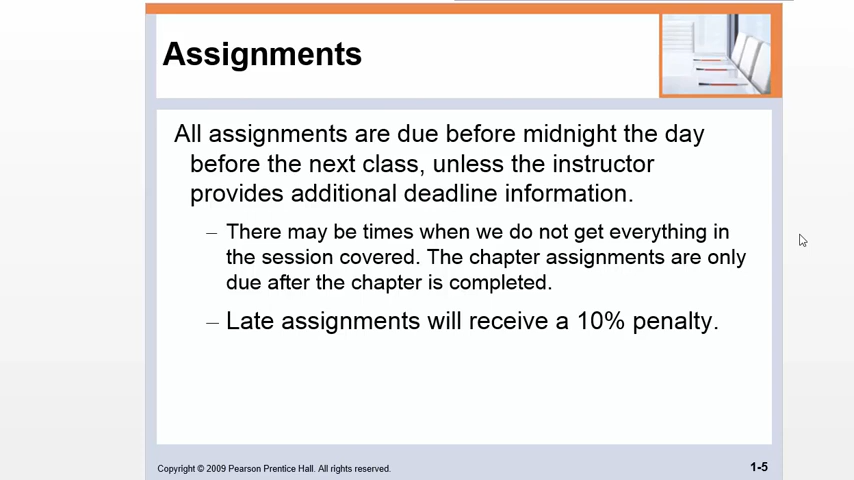 Assignments
All assignments are due before midnight the day
before the next class, unless the instructor
provides additional deadline information.
– There may be times when we do not get everything in
the session covered. The chapter assignments are only
due after the chapter is completed.
– Late assignments will receive a 10% penalty.
Copyright © 2009 Pearson Prentice Hall. All rights reserved.
1-5